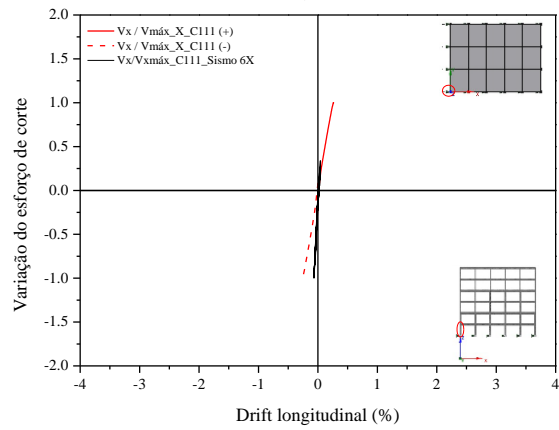 Vx / Vmáx_X_C111 (+)
Vx / Vmáx_X_C111 (-)
Vx/Vxmáx_C111_Sismo 6X
2.0
1.5
1.0
0.5
0.0
-0.5
-1.0
-1.5
-2.0
Variação do esforço de corte
-4 -3 -2 -1 0 1 2 3 4
Drift longitudinal (%)
X
X